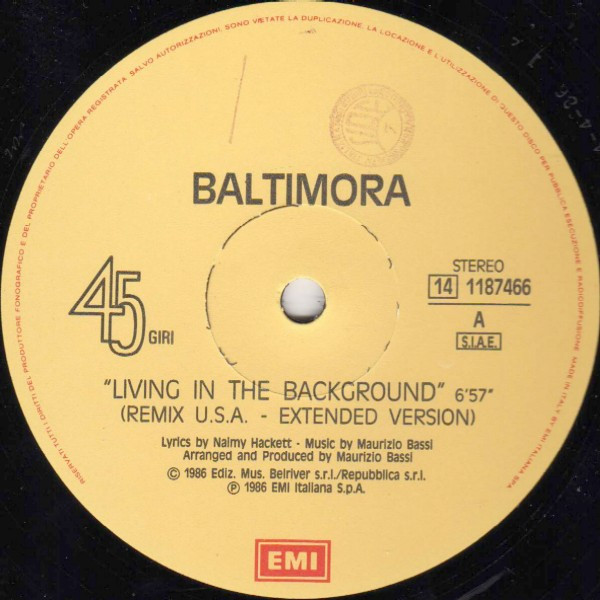 RISERVATI TUTTI I DIRITTI DEL PRODUTTORE FONOGRAFICO E DEL PROPRIETARIO DELL'OPERA REGISTRATA SALVO AUTORIZZAZIONI, SONO VIETATE LA DUPLICAZIONE, LA LOCAZIONE E L'UTILIZZAZIONE DI QUESTO DISCO PER PUBBLICA ESECUZIONE E RADIODIFFUSIONE. MADE IN ITALY BY EMI ITALIANA SPA
BALTIMORA
45 GIRI
STEREO
14 1187466
A
S.I.A.E.
"LIVING IN THE BACKGROUND" 6'57"
(REMIX U.S.A. - EXTENDED VERSION)
Lyrics by Naimy Hackett - Music by Maurizio Bassi
Arranged and Produced by Maurizio Bassi
© 1986 Ediz. Mus. Belriver s.r.l./Repubblica s.r.l.
℗ 1986 EMI Italiana S.p.A.
EMI